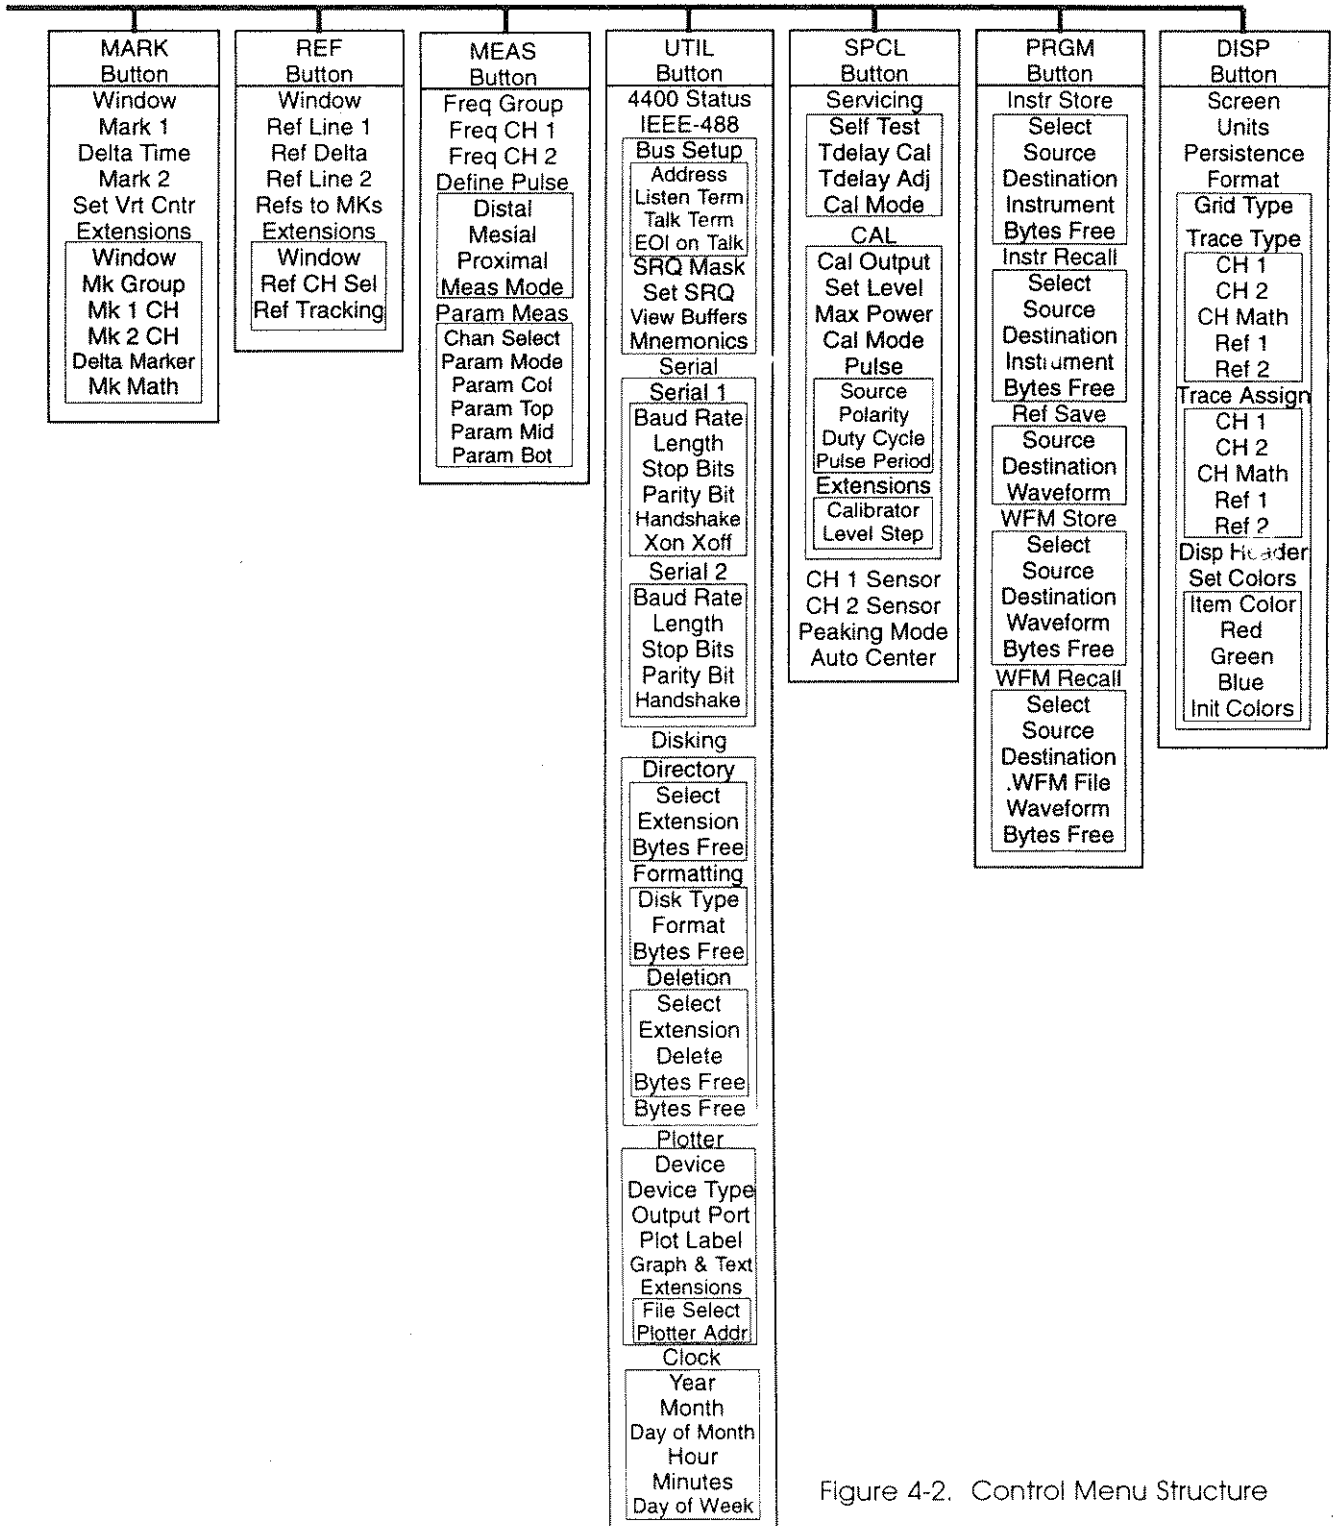 MARK
Button
Window
Mark 1
Delta Time
Mark 2
Set Vrt Cntr
Extensions
Window
Mk Group
Mk 1 CH
Mk 2 CH
Delta Marker
Mk Math
REF
Button
Window
Ref Line 1
Ref Delta
Ref Line 2
Refs to MKs
Extensions
Window
Ref CH Sel
Ref Tracking
MEAS
Button
Freq Group
Freq CH 1
Freq CH 2
Define Pulse
Distal
Mesial
Proximal
Meas Mode
Param Meas
Chan Select
Param Mode
Param Col
Param Top
Param Mid
Param Bot
UTIL
Button
4400 Status
IEEE-488
Bus Setup
Address
Listen Term
Talk Term
EOI on Talk
SRQ Mask
Set SRQ
View Buffers
Mnemonics
Serial
Serial 1
Baud Rate
Length
Stop Bits
Parity Bit
Handshake
Xon Xoff
Serial 2
Baud Rate
Length
Stop Bits
Parity Bit
Handshake
Disking
Directory
Select
Extension
Bytes Free
Formatting
Disk Type
Format
Bytes Free
Deletion
Select
Extension
Delete
Bytes Free
Bytes Free
Plotter
Device
Device Type
Output Port
Plot Label
Graph & Text
Extensions
File Select
Plotter Addr
Clock
Year
Month
Day of Month
Hour
Minutes
Day of Week
SPCL
Button
Servicing
Self Test
Tdelay Cal
Tdelay Adj
Cal Mode
CAL
Cal Output
Set Level
Max Power
Cal Mode
Pulse
Source
Polarity
Duty Cycle
Pulse Period
Extensions
Calibrator
Level Step
CH 1 Sensor
CH 2 Sensor
Peaking Mode
Auto Center
PRGM
Button
Instr Store
Select
Source
Destination
Instrument
Bytes Free
Instr Recall
Select
Source
Destination
Instrument
Bytes Free
Ref Save
Source
Destination
Waveform
WFM Store
Select
Source
Destination
Waveform
Bytes Free
WFM Recall
Select
Source
Destination
.WFM File
Waveform
Bytes Free
DISP
Button
Screen
Units
Persistence
Format
Grid Type
Trace Type
CH 1
CH 2
CH Math
Ref 1
Ref 2
Trace Assign
CH 1
CH 2
CH Math
Ref 1
Ref 2
Disp Header
Set Colors
Item Color
Red
Green
Blue
Init Colors
Figure 4-2. Control Menu Structure